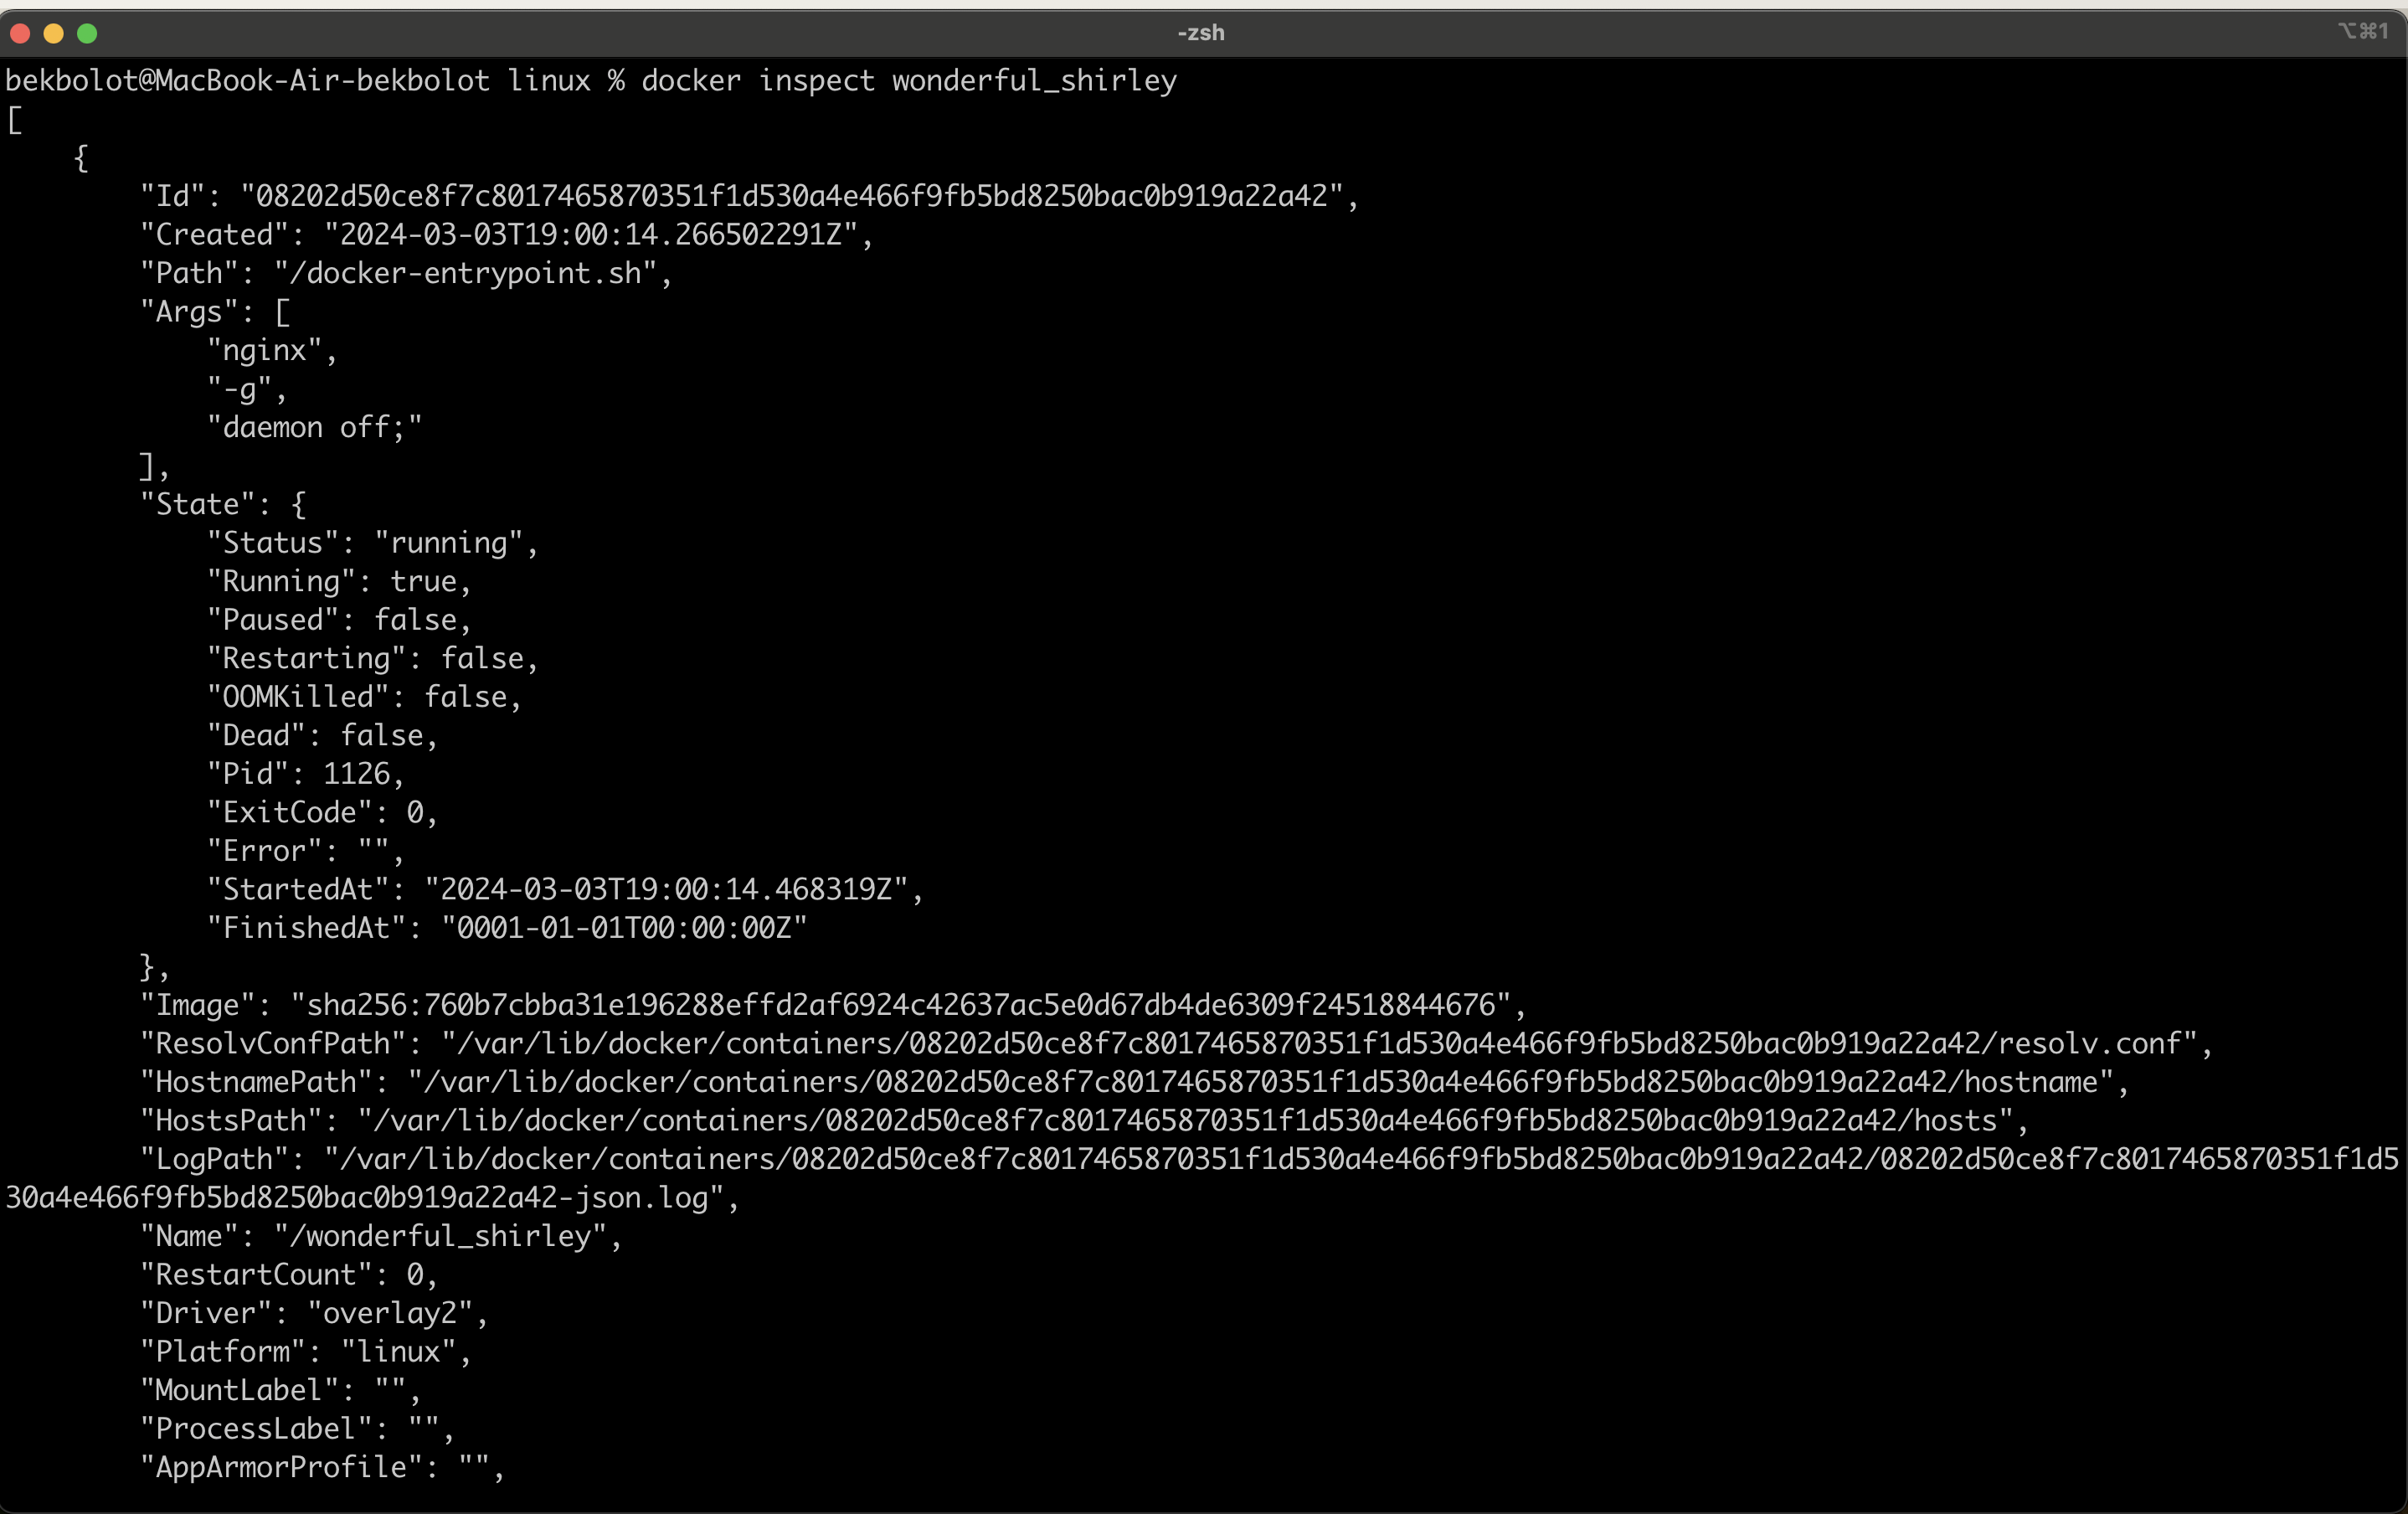 -zsh
⌥⌘1
bekbolot@MacBook-Air-bekbolot linux % docker inspect wonderful_shirley
[
    {
        "Id": "08202d50ce8f7c8017465870351f1d530a4e466f9fb5bd8250bac0b919a22a42",
        "Created": "2024-03-03T19:00:14.266502291Z",
        "Path": "/docker-entrypoint.sh",
        "Args": [
            "nginx",
            "-g",
            "daemon off;"
        ],
        "State": {
            "Status": "running",
            "Running": true,
            "Paused": false,
            "Restarting": false,
            "OOMKilled": false,
            "Dead": false,
            "Pid": 1126,
            "ExitCode": 0,
            "Error": "",
            "StartedAt": "2024-03-03T19:00:14.468319Z",
            "FinishedAt": "0001-01-01T00:00:00Z"
        },
        "Image": "sha256:760b7cbba31e196288effd2af6924c42637ac5e0d67db4de6309f24518844676",
        "ResolvConfPath": "/var/lib/docker/containers/08202d50ce8f7c8017465870351f1d530a4e466f9fb5bd8250bac0b919a22a42/resolv.conf",
        "HostnamePath": "/var/lib/docker/containers/08202d50ce8f7c8017465870351f1d530a4e466f9fb5bd8250bac0b919a22a42/hostname",
        "HostsPath": "/var/lib/docker/containers/08202d50ce8f7c8017465870351f1d530a4e466f9fb5bd8250bac0b919a22a42/hosts",
        "LogPath": "/var/lib/docker/containers/08202d50ce8f7c8017465870351f1d530a4e466f9fb5bd8250bac0b919a22a42/08202d50ce8f7c8017465870351f1d5
30a4e466f9fb5bd8250bac0b919a22a42-json.log",
        "Name": "/wonderful_shirley",
        "RestartCount": 0,
        "Driver": "overlay2",
        "Platform": "linux",
        "MountLabel": "",
        "ProcessLabel": "",
        "AppArmorProfile": "",